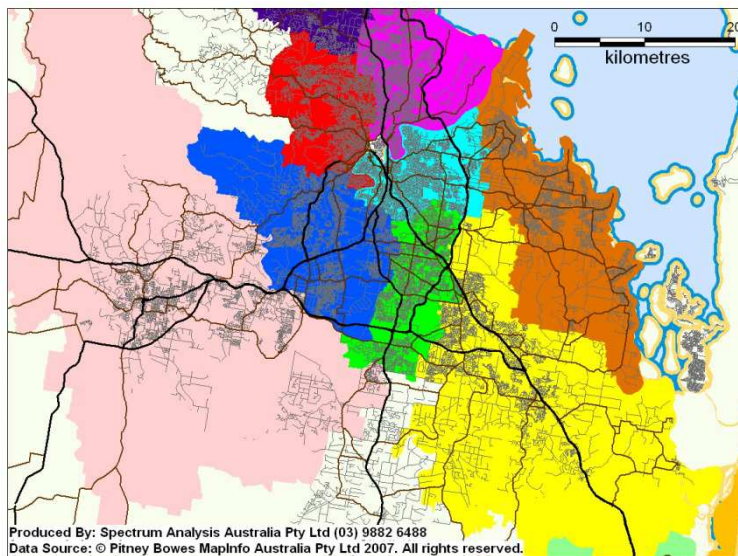 0 10 20
kilometres
Produced By: Spectrum Analysis Australia Pty Ltd (03) 9882 6488
Data Source: © Pitney Bowes MapInfo Australia Pty Ltd 2007. All rights reserved.